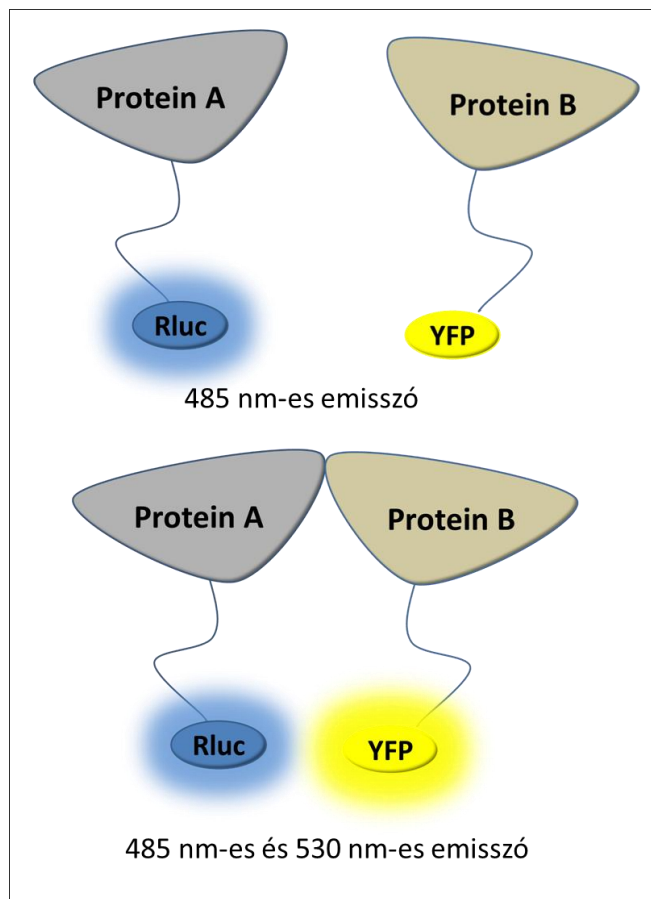 Protein A
Protein B
Rluc
YFP
485 nm-es emisszó
Protein A
Protein B
Rluc
YFP
485 nm-es és 530 nm-es emisszó